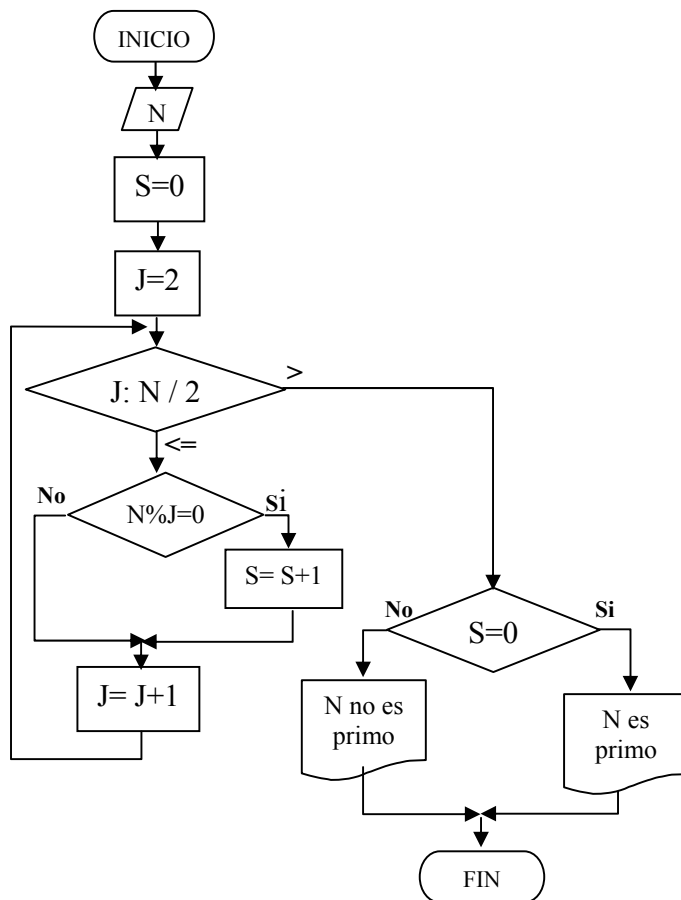 INICIO
N
S=0
J=2
J: N / 2
>
<=
No
Si
N%J=0
S= S+1
J= J+1
No
Si
S=0
N no es
primo
N es
primo
FIN